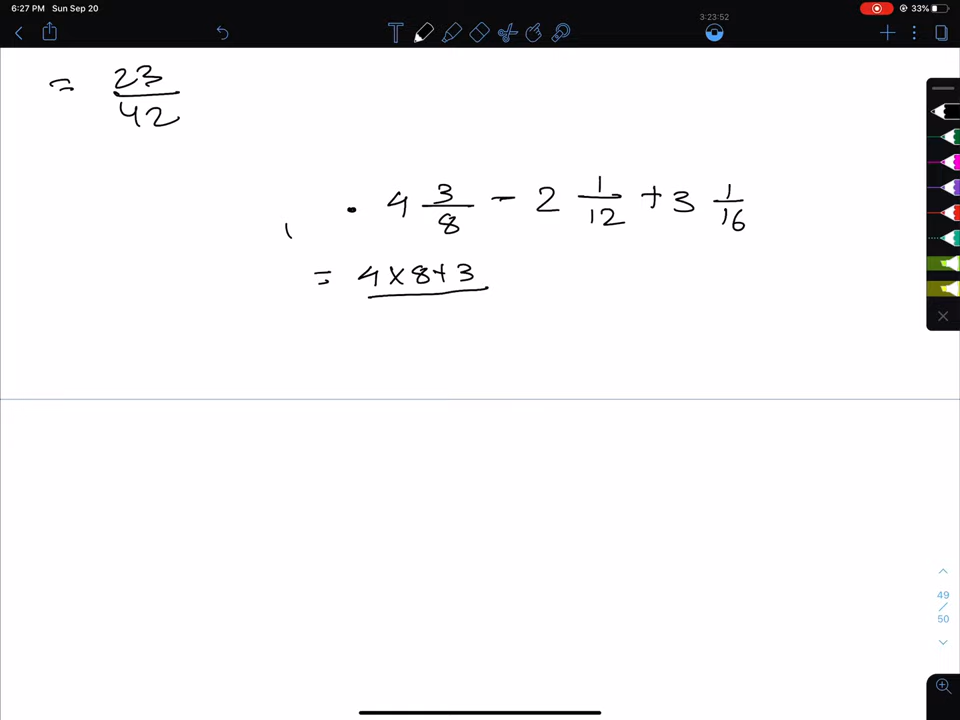 6:27 PM Sun Sep 20
33%
3:23:52
T
= 23/42
4 3/8 - 2 1/12 + 3 1/16
= 4×8+3
49
/
50